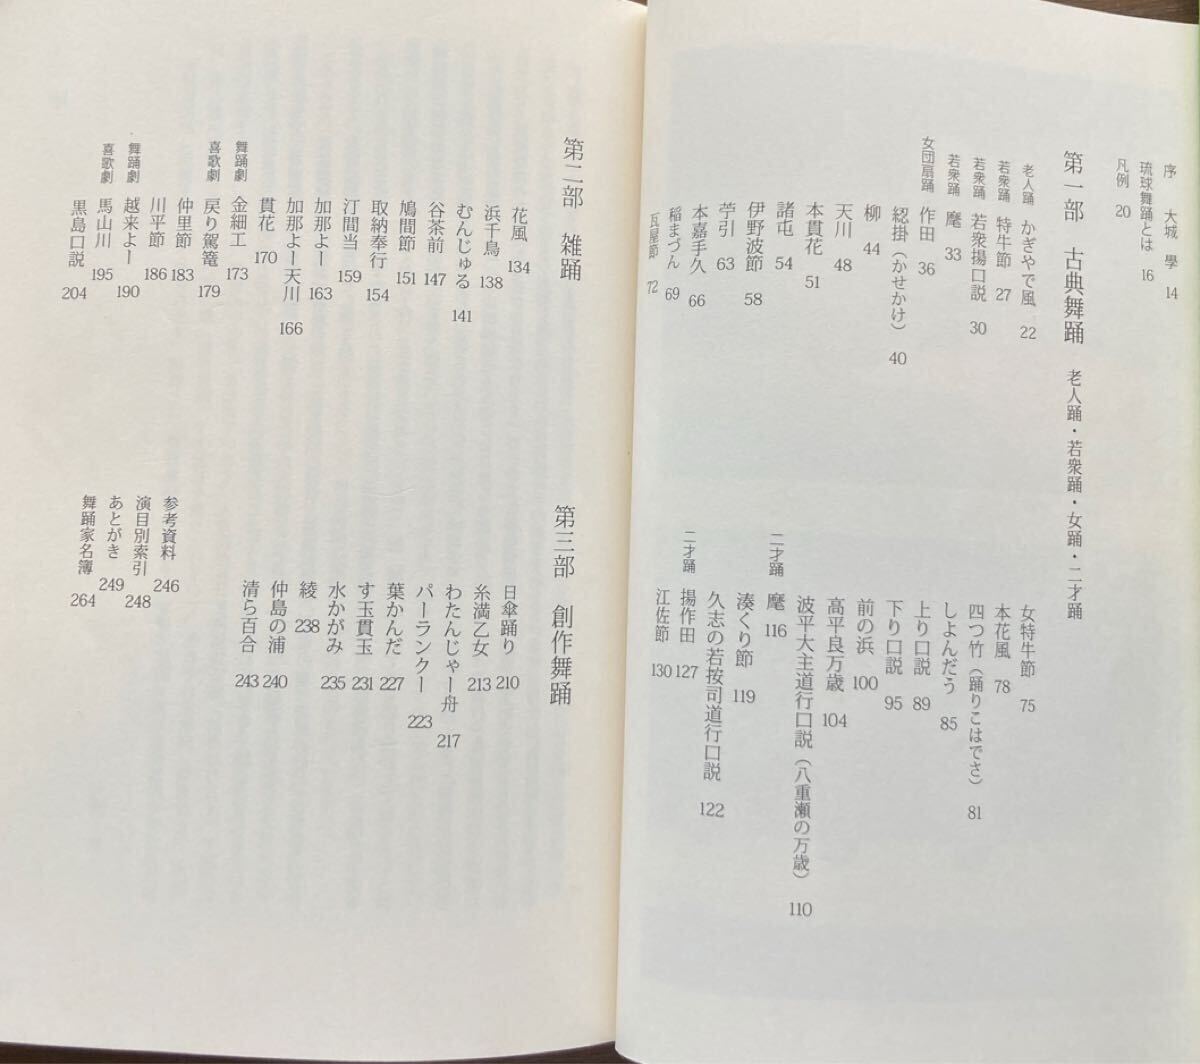 序　大城　學　14
琉球舞踊とは　16
凡例　20
第一部　古典舞踊　老人踊・若衆踊・女踊・二才踊
老人踊　かぎやで風　22
若衆踊　特牛節　27
若衆踊　若衆揚口説　30
若衆踊　麾　33
女団扇踊　作田　36
綛掛（かせかけ）　40
柳　44
天川　48
本貫花　51
諸屯　54
伊野波節　58
苧引　63
本嘉手久　66
稲まづん　69
瓦屋節　72
女特牛節　75
本花風　78
四つ竹（踊りこはでさ）　81
しよんだう　85
上り口説　89
下り口説　95
前の浜　100
高平良万歳　104
波平大主道行口説（八重瀬の万歳）　110
二才踊　麾　116
湊くり節　119
久志の若按司道行口説　122
二才踊　揚作田　127
江佐節　130
第二部　雑踊
花風　134
浜千鳥　138
むんじゅる　141
谷茶前　147
鳩間節　151
取納奉行　154
汀間当　159
加那よー　163
加那よー天川　166
貫花　170
舞踊劇　金細工　173
喜歌劇　戻り駕篭　179
仲里節　183
川平節　186
舞踊劇　越来よー　190
喜歌劇　馬山川　195
黒島口説　204
第三部　創作舞踊
日傘踊り　210
糸満乙女　213
わたんじゃー舟　217
パーランクー　223
葉かんだ　227
す玉貫玉　231
水かがみ　235
綾　238
仲島の浦　240
清ら百合　243
参考資料　246
演目別索引　248
あとがき　249
舞踊家名簿　264